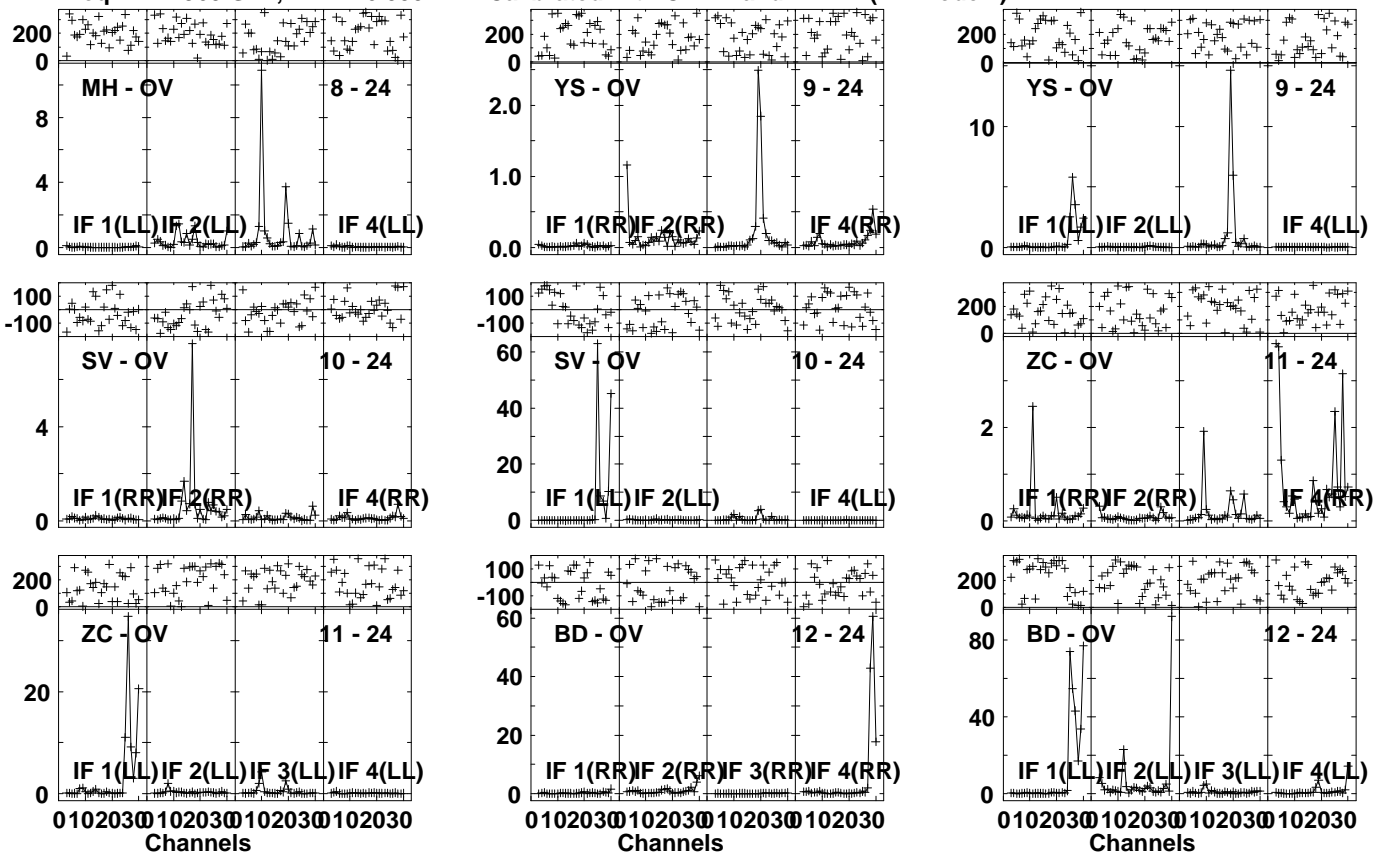 200 200 200
0 0 0
MH - OV 8 - 24 YS - OV 9 - 24 YS - OV 9 - 24
8 2.0 10
4 1.0
IF 1(LL) IF 2(LL) IF 4(LL) IF 1(RR) IF 2(RR) IF 4(RR) IF 1(LL) IF 2(LL) IF 4(LL)
0 0.0 0
100 100 200
-100 -100 0
SV - OV 10 - 24 SV - OV 10 - 24 ZC - OV 11 - 24
4 60 2
40
20
IF 1(RR) IF 2(RR) IF 4(RR) IF 1(LL) IF 2(LL) IF 4(LL) IF 1(RR) IF 2(RR) IF 4(RR)
0 0 0
200 100 200
0 -100 0
ZC - OV 11 - 24 BD - OV 12 - 24 BD - OV 12 - 24
20 60 80
40 40
20
IF 1(LL) IF 2(LL) IF 3(LL) IF 4(LL) IF 1(RR) IF 2(RR) IF 3(RR) IF 4(RR) IF 1(LL) IF 2(LL) IF 3(LL) IF 4(LL)
0 0 0
0102030 0102030 0102030 0102030 0102030 0102030 0102030 0102030 0102030 0102030 0102030 0102030
Channels Channels Channels